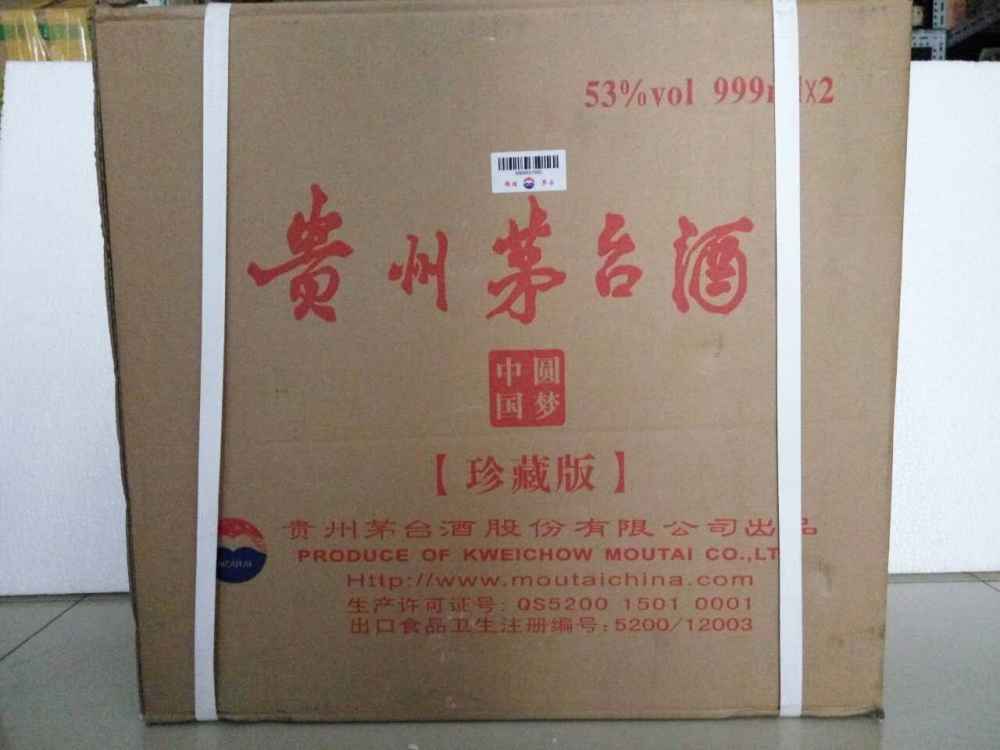 53%vol 999ml×2
贵州茅台酒
中圆
国梦
【珍藏版】
贵州茅台酒股份有限公司出品
PRODUCE OF KWEICHOW MOUTAI CO.,LT
Http://www.moutaichina.com
生产许可证号: QS5200 1501 0001
出口食品卫生注册编号:5200/12003